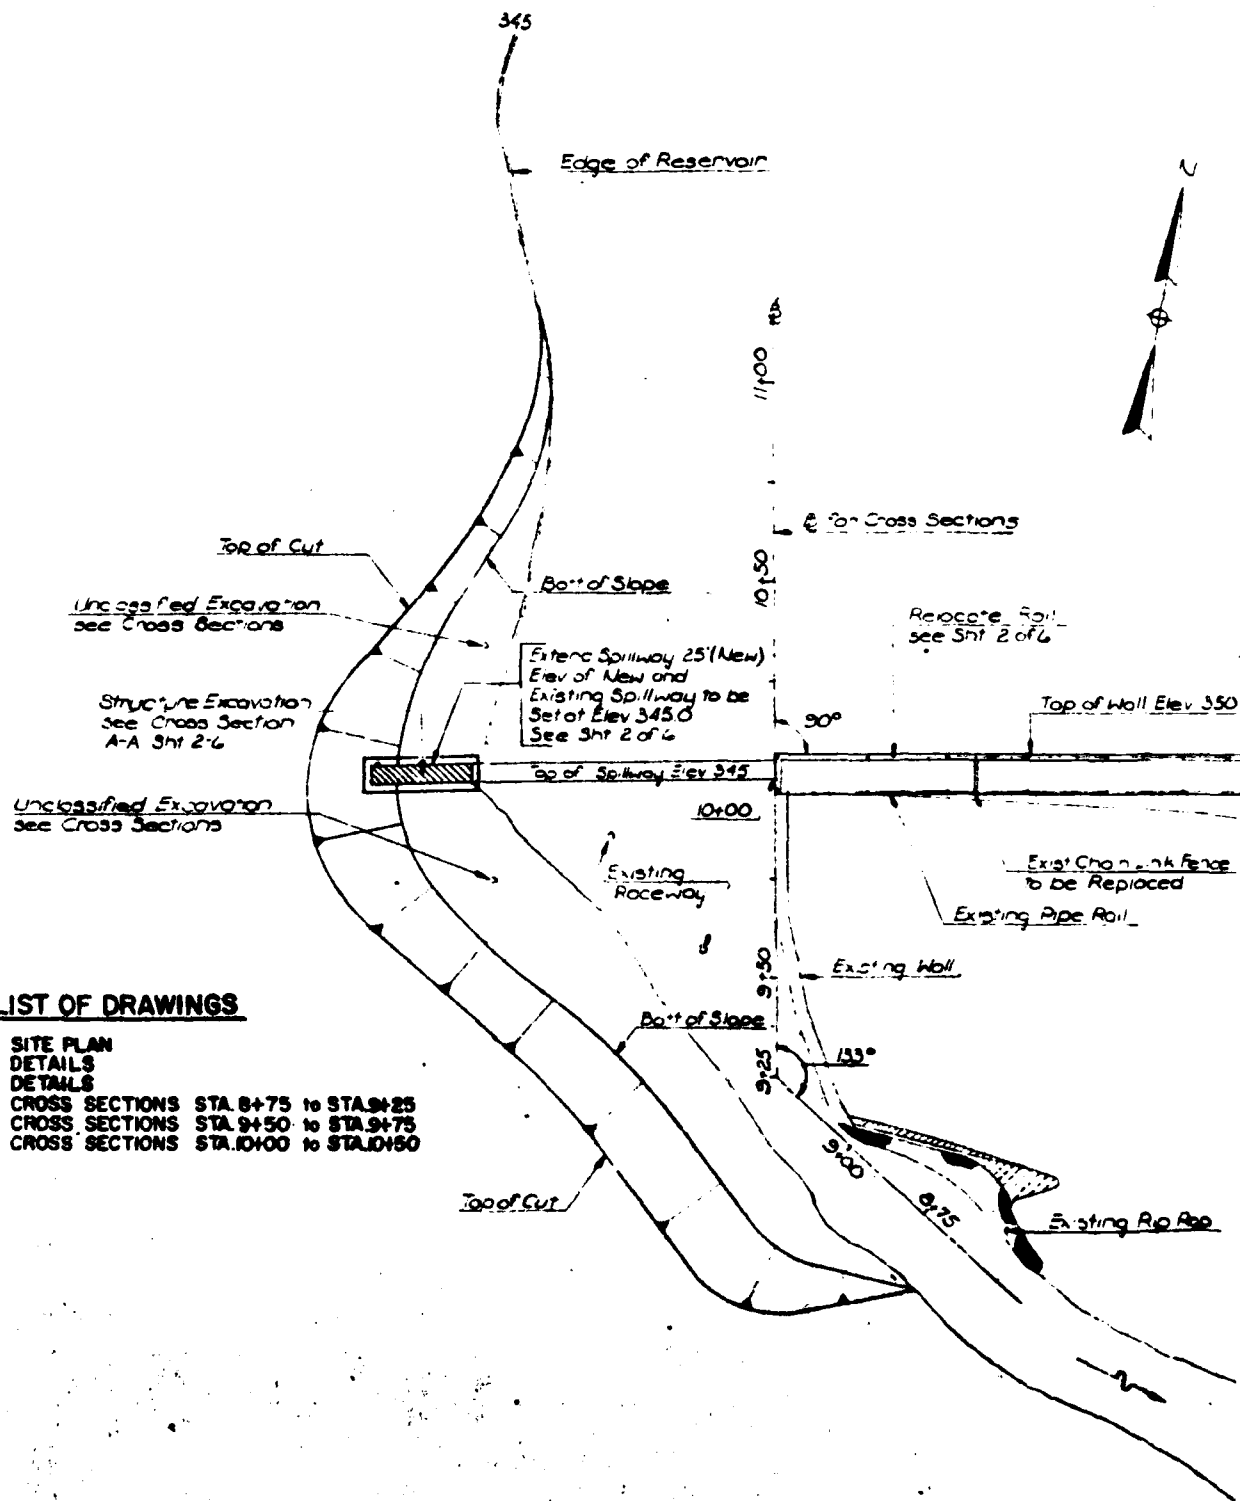 345
Edge of Reservoir
N
11+00
℄ for Cross Sections
Top of Cut
Bott of Slope
10+50
Unclassified Excavation
see Cross Sections
Relocate Rail
see Sht 2 of 6
Extend Spillway 25' (New)
Elev of New and
Existing Spillway to be
Set at Elev 345.0
See Sht 2 of 6
Structure Excavation
see Cross Section
A-A Sht 2-6
Top of Wall Elev 350
90°
Top of Spillway Elev 345
Unclassified Excavation
see Cross Sections
10+00
Existing
Raceway
Exist Chain Link Fence
to be Replaced
Existing Pipe Rail
9+50
Existing Wall
LIST OF DRAWINGS
Bott of Slope
SITE PLAN
DETAILS
DETAILS
CROSS SECTIONS STA. 8+75 to STA. 9+25
CROSS SECTIONS STA. 9+50 to STA. 9+75
CROSS SECTIONS STA. 10+00 to STA. 10+50
9+25
133°
9+00
8+75
Top of Cut
Existing Rip Rap